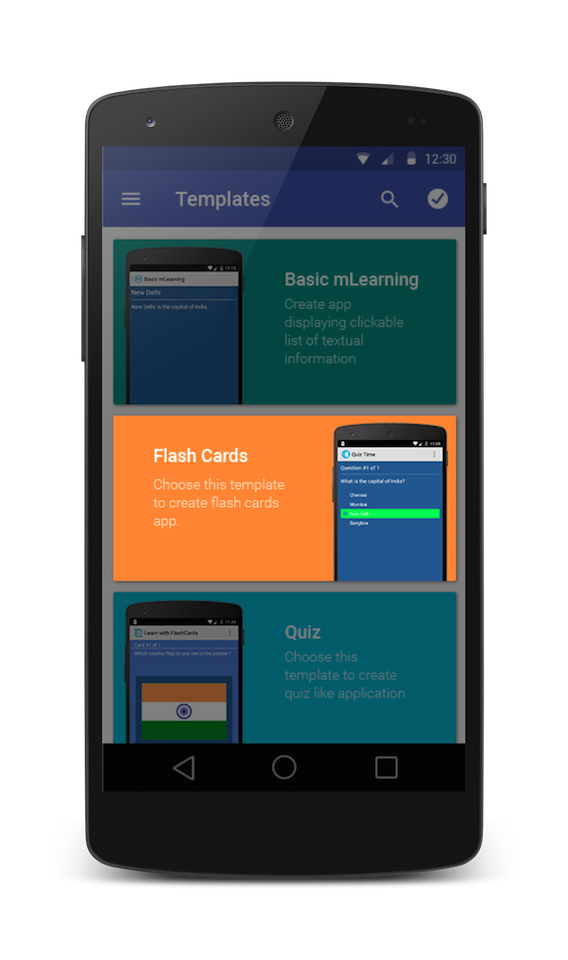 12:30
Templates
Basic mLearning
Create app
displaying clickable
list of textual
information
11:19
Basic mLearning
New Delhi
New Delhi is the capital of India.
Flash Cards
Choose this template
to create flash cards
app.
11:09
Quiz Time
Question #1 of 1
What is the capital of India?
Chennai
Mumbai
New Delhi
Banglore
Quiz
Choose this
template to create
quiz like application
Learn with FlashCards
Card #1 of 1
Which country flag do you see in the picture ?